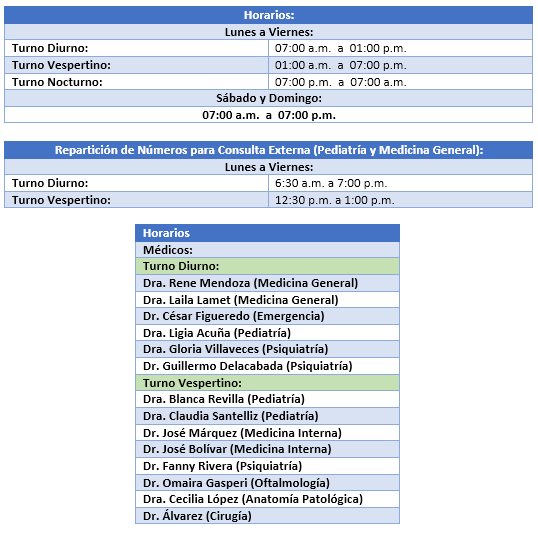 Horarios:
Lunes a Viernes:
Turno Diurno: 07:00 a.m. a 01:00 p.m.
Turno Vespertino: 01:00 a.m. a 07:00 p.m.
Turno Nocturno: 07:00 p.m. a 07:00 a.m.
Sábado y Domingo:
07:00 a.m. a 07:00 p.m.
Repartición de Números para Consulta Externa (Pediatría y Medicina General):
Lunes a Viernes:
Turno Diurno: 6:30 a.m. a 7:00 p.m.
Turno Vespertino: 12:30 p.m. a 1:00 p.m.
Horarios
Médicos:
Turno Diurno:
Dra. Rene Mendoza (Medicina General)
Dra. Laila Lamet (Medicina General)
Dr. César Figueredo (Emergencia)
Dra. Ligia Acuña (Pediatría)
Dra. Gloria Villaveces (Psiquiatría)
Dr. Guillermo Delacabada (Psiquiatría)
Turno Vespertino:
Dra. Blanca Revilla (Pediatría)
Dra. Claudia Santelliz (Pediatría)
Dr. José Márquez (Medicina Interna)
Dr. José Bolívar (Medicina Interna)
Dr. Fanny Rivera (Psiquiatría)
Dr. Omaira Gasperi (Oftalmología)
Dra. Cecilia López (Anatomía Patológica)
Dr. Álvarez (Cirugía)